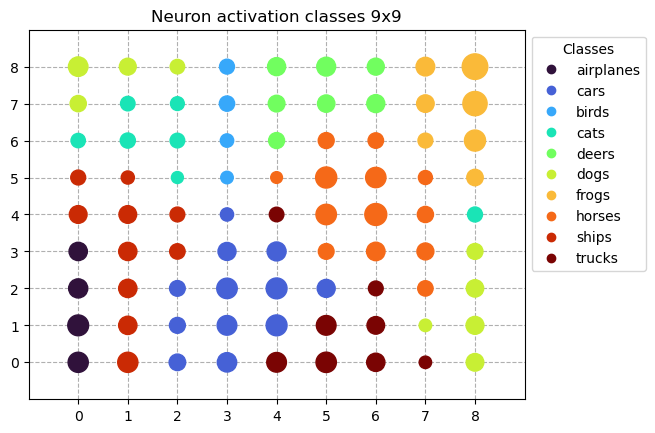 Neuron activation classes 9x9
8
7
6
5
4
3
2
1
0
0 1 2 3 4 5 6 7 8
Classes
airplanes
cars
birds
cats
deers
dogs
frogs
horses
ships
trucks